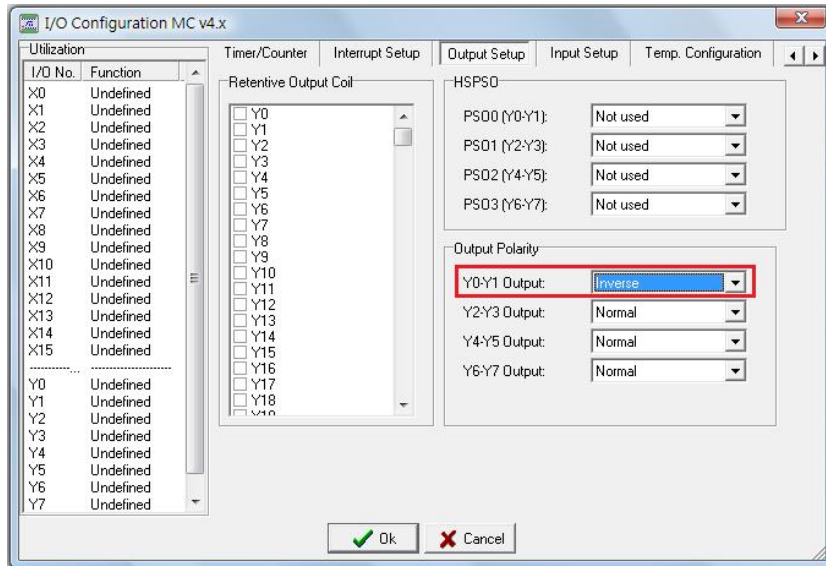 I/O Configuration MC v4.x
Utilization
I/O No. Function
X0 Undefined
X1 Undefined
X2 Undefined
X3 Undefined
X4 Undefined
X5 Undefined
X6 Undefined
X7 Undefined
X8 Undefined
X9 Undefined
X10 Undefined
X11 Undefined
X12 Undefined
X13 Undefined
X14 Undefined
X15 Undefined
Y0 Undefined
Y1 Undefined
Y2 Undefined
Y3 Undefined
Y4 Undefined
Y5 Undefined
Y6 Undefined
Y7 Undefined
Timer/Counter Interrupt Setup Output Setup Input Setup Temp. Configuration
Retentive Output Coil
Y0
Y1
Y2
Y3
Y4
Y5
Y6
Y7
Y8
Y9
Y10
Y11
Y12
Y13
Y14
Y15
Y16
Y17
Y18
Y19
HSPSO
PSO0 (Y0-Y1): Not used
PSO1 (Y2-Y3): Not used
PSO2 (Y4-Y5): Not used
PSO3 (Y6-Y7): Not used
Output Polarity
Y0-Y1 Output: Inverse
Y2-Y3 Output: Normal
Y4-Y5 Output: Normal
Y6-Y7 Output: Normal
Ok Cancel